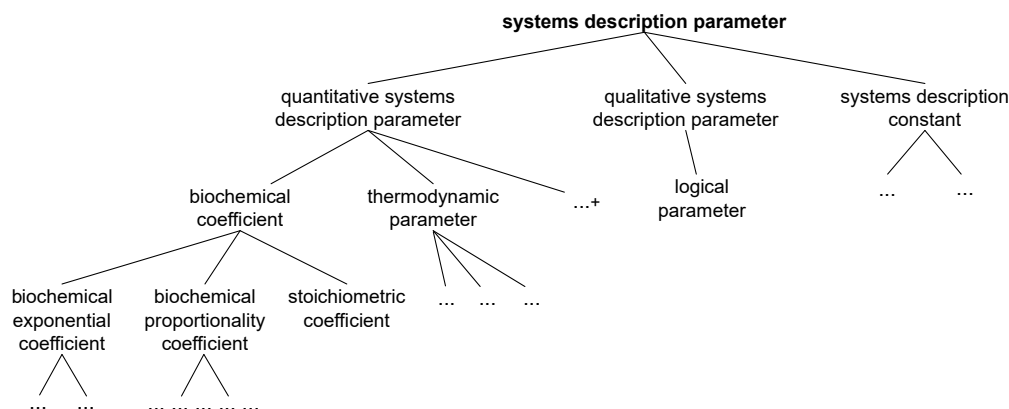 systems description parameter
quantitative systems
description parameter
qualitative systems
description parameter
systems description
constant
biochemical
coefficient
thermodynamic
parameter
...+
logical
parameter
... ...
biochemical
exponential
coefficient
biochemical
proportionality
coefficient
stoichiometric
coefficient
... ... ...
... ...
... ... ... ... ...